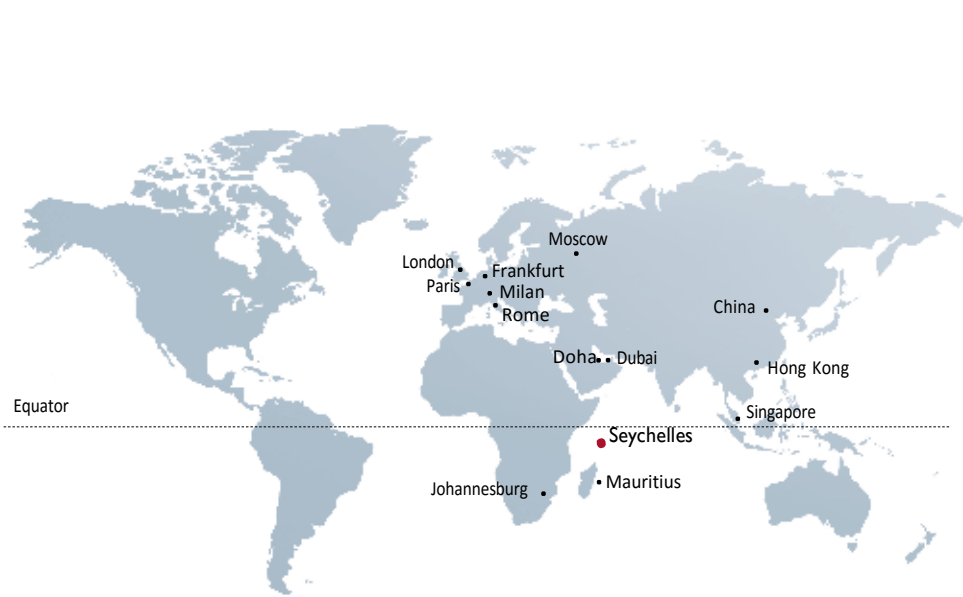 Moscow
London
Frankfurt
Paris
Milan
China
Rome
Doha
Dubai
Hong Kong
Equator
Singapore
Seychelles
Mauritius
Johannesburg